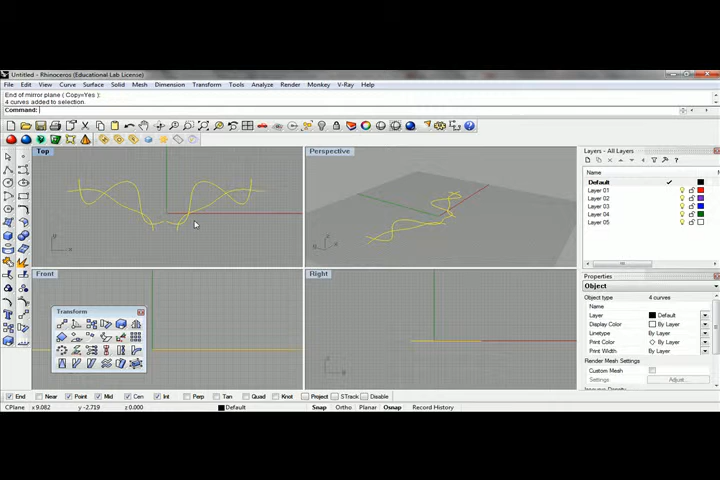 Untitled - Rhinoceros (Educational Lab License)
File Edit View Curve Surface Solid Mesh Dimension Transform Tools Analyze Render Monkey V-Ray Help
End of mirror plane ( Copy=Yes ):
4 curves added to selection.
Command:
Top
Perspective
Front
Right
Transform
Layers - All Layers
Name
Default
Layer 01
Layer 02
Layer 03
Layer 04
Layer 05
Properties
Object
Object type 4 curves
Name
Layer Default
Display Color By Layer
Linetype By Layer
Print Color By Layer
Print Width By Layer
Render Mesh Settings
Custom Mesh
Settings Adjust...
End Near Point Mid Cen Int Perp Tan Quad Knot Project STrack Disable
CPlane x 9.082 y -2.719 z 0.000 Default Snap Ortho Planar Osnap Record History